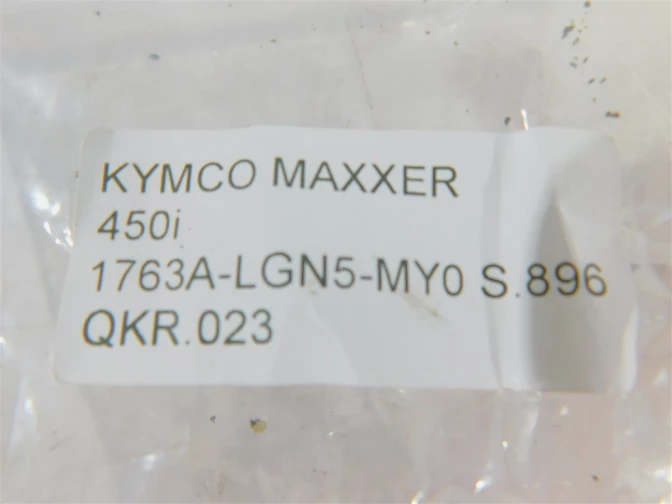 KYMCO MAXXER
450i
1763A-LGN5-MY0 S.896
QKR.023